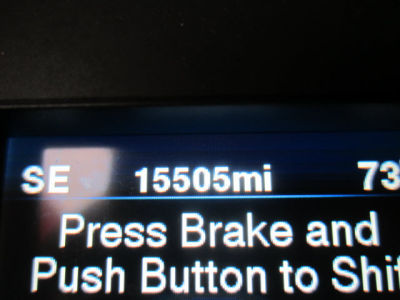 SE 15505mi 73
Press Brake and
Push Button to Shif